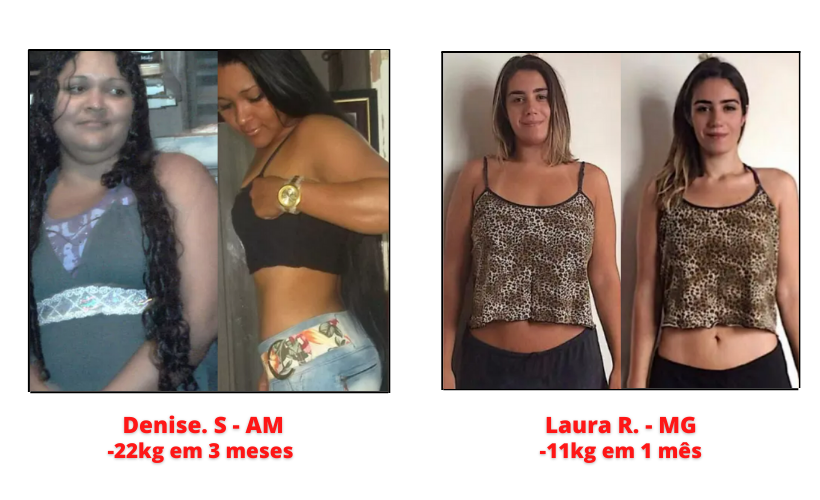 Denise. S - AM
-22kg em 3 meses
Laura R. - MG
-11kg em 1 mês